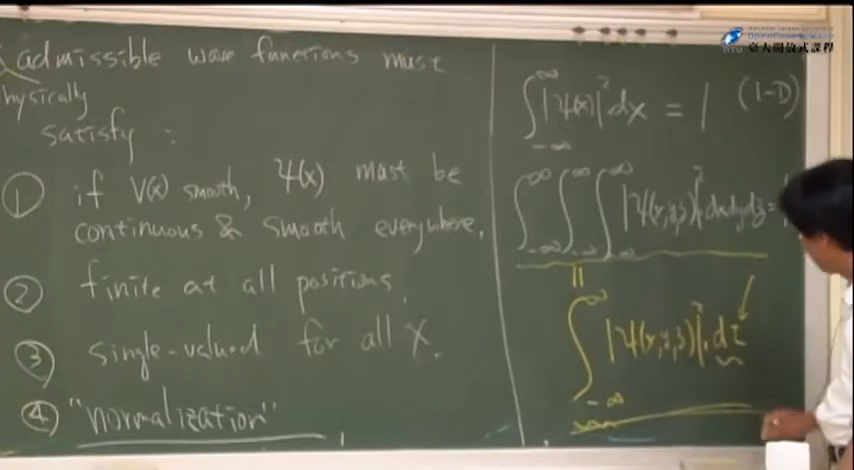 admissible wave functions must
physically
satisfy :
① if V(x) smooth, Ψ(x) must be
continuous & smooth everywhere.
② finite at all positions.
③ single-valued for all X.
④ "normalization"
∫_{-∞}^{∞} |Ψ(x)|² dx = 1 (1-D)
∫_{-∞}^{∞} ∫_{-∞}^{∞} ∫_{-∞}^{∞} |Ψ(x,y,z)|² dxdydz = 1
||
∫_{-∞}^{∞} |Ψ(x,y,z)|² · dτ
OpenCourseWare
臺大開放式課程